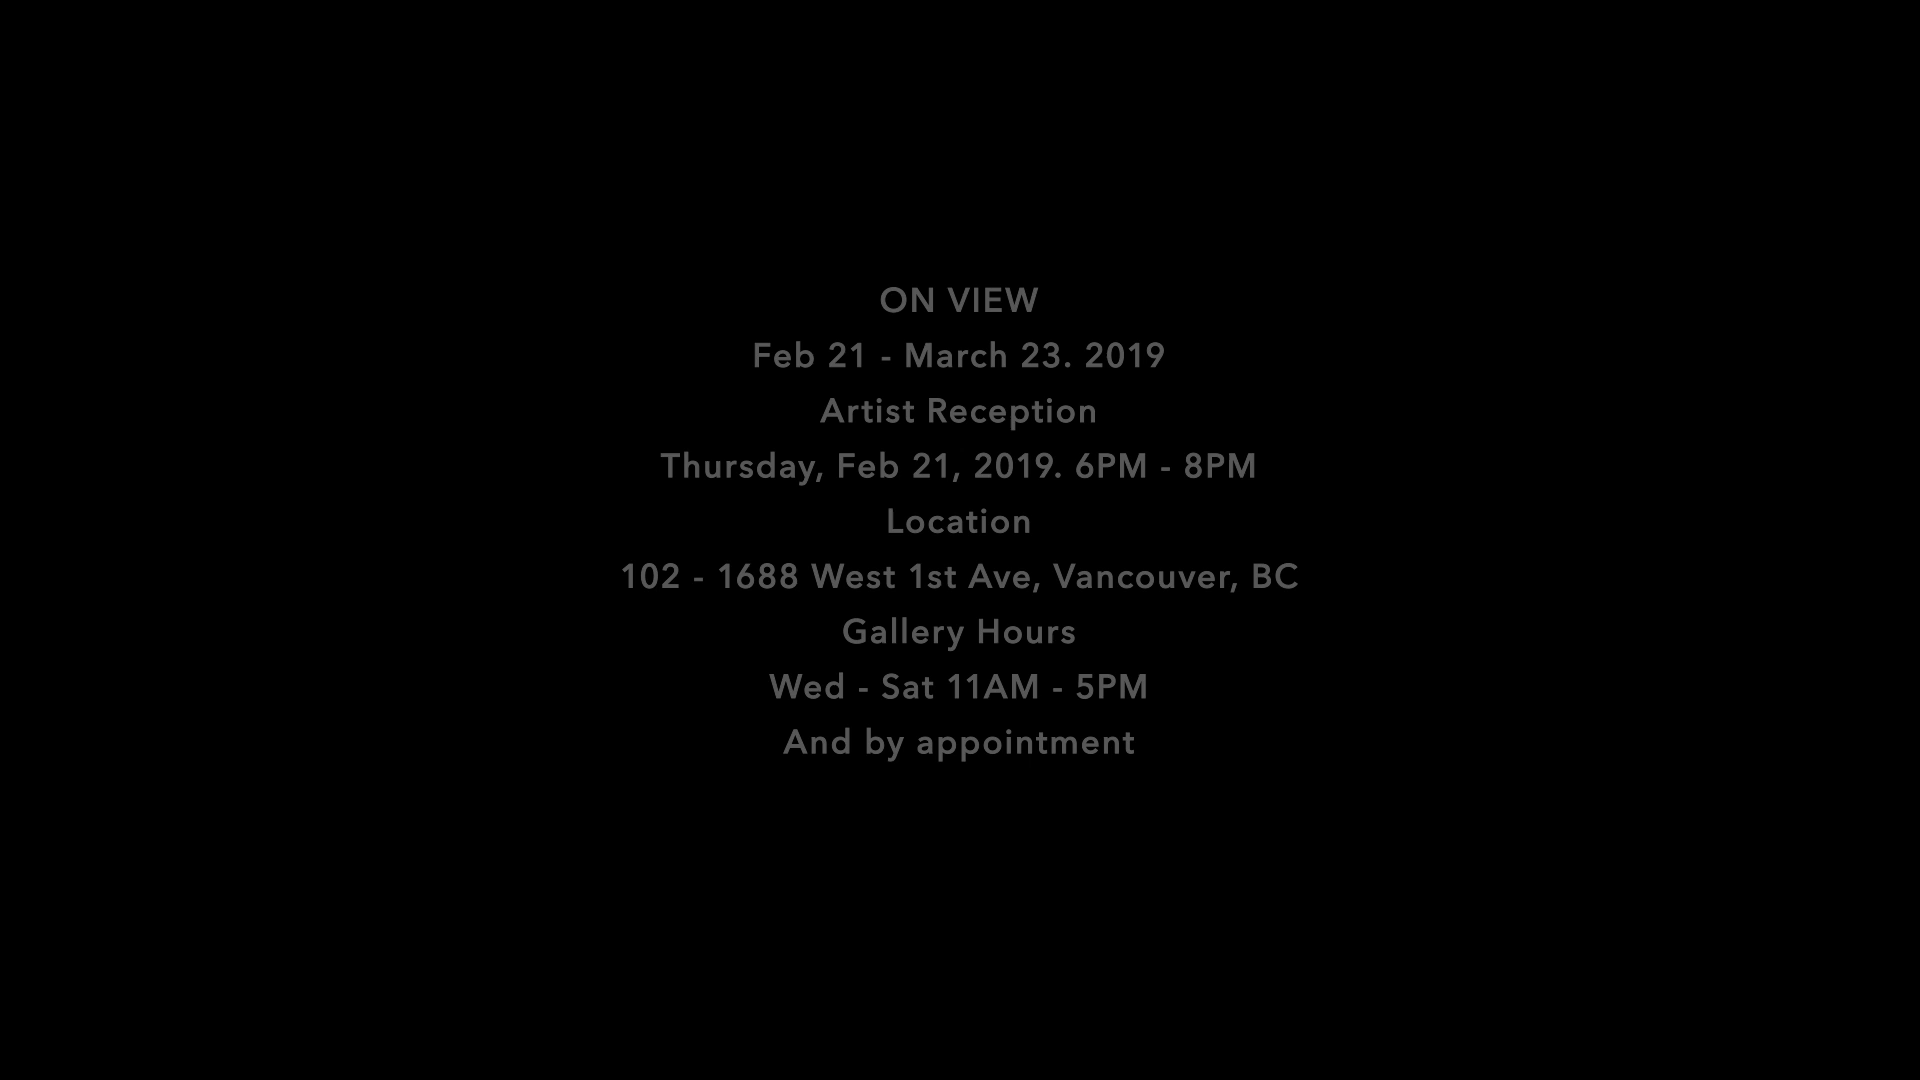 ON VIEW
Feb 21 - March 23. 2019
Artist Reception
Thursday, Feb 21, 2019. 6PM - 8PM
Location
102 - 1688 West 1st Ave, Vancouver, BC
Gallery Hours
Wed - Sat 11AM - 5PM
And by appointment